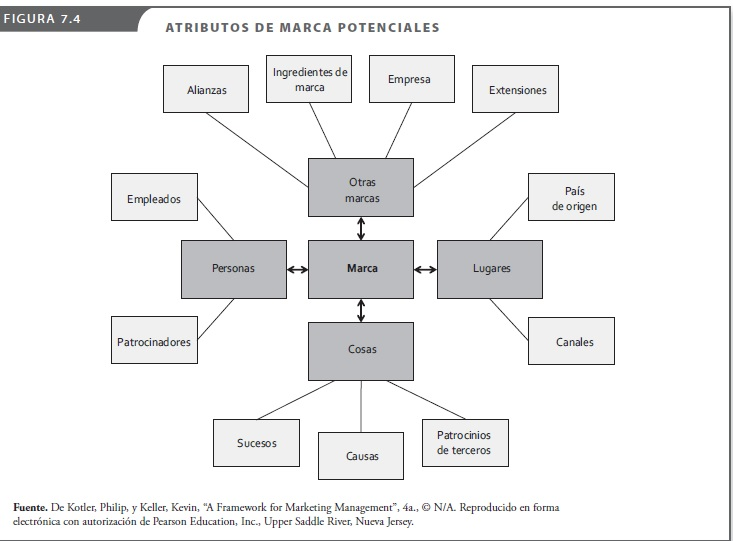 FIGURA 7.4
ATRIBUTOS DE MARCA POTENCIALES
Alianzas
Ingredientes de
marca
Empresa
Extensiones
Otras
marcas
Empleados
País
de origen
Personas
Marca
Lugares
Patrocinadores
Canales
Cosas
Sucesos
Causas
Patrocinios
de terceros
Fuente. De Kotler, Philip, y Keller, Kevin, “A Framework for Marketing Management”, 4a., © N/A. Reproducido en forma
electrónica con autorización de Pearson Education, Inc., Upper Saddle River, Nueva Jersey.